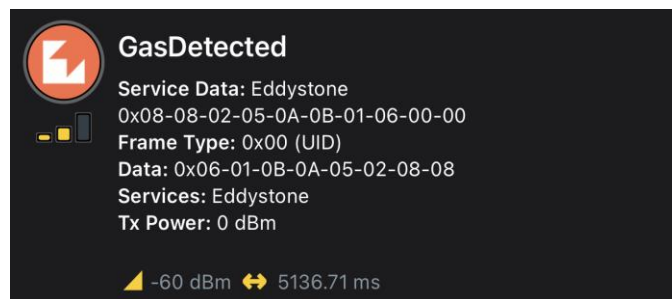 GasDetected
Service Data: Eddystone
0x08-08-02-05-0A-0B-01-06-00-00
Frame Type: 0x00 (UID)
Data: 0x06-01-0B-0A-05-02-08-08
Services: Eddystone
Tx Power: 0 dBm
-60 dBm 5136.71 ms